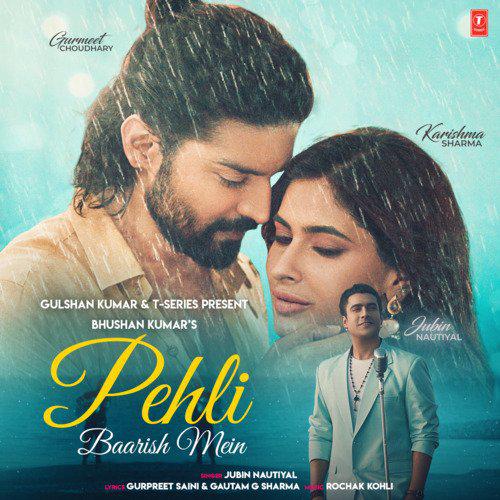 Gurmeet
CHOUDHARY
T-Series
Karishma
SHARMA
GULSHAN KUMAR & T-SERIES PRESENT
BHUSHAN KUMAR'S
Jubin
NAUTIYAL
Pehli
Baarish Mein
SINGER JUBIN NAUTIYAL
LYRICS GURPREET SAINI & GAUTAM G SHARMA MUSIC ROCHAK KOHLI